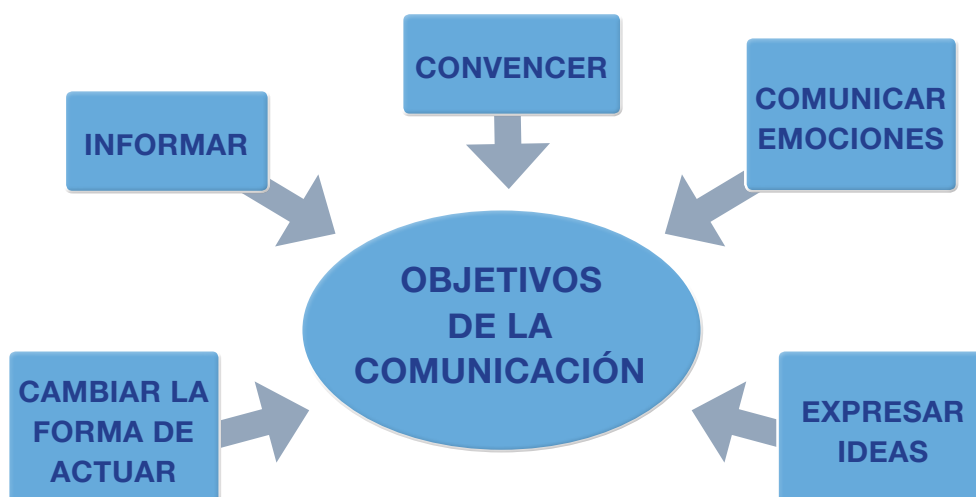 CONVENCER
COMUNICAR
EMOCIONES
INFORMAR
OBJETIVOS
DE LA
COMUNICACIÓN
CAMBIAR LA
FORMA DE
ACTUAR
EXPRESAR
IDEAS